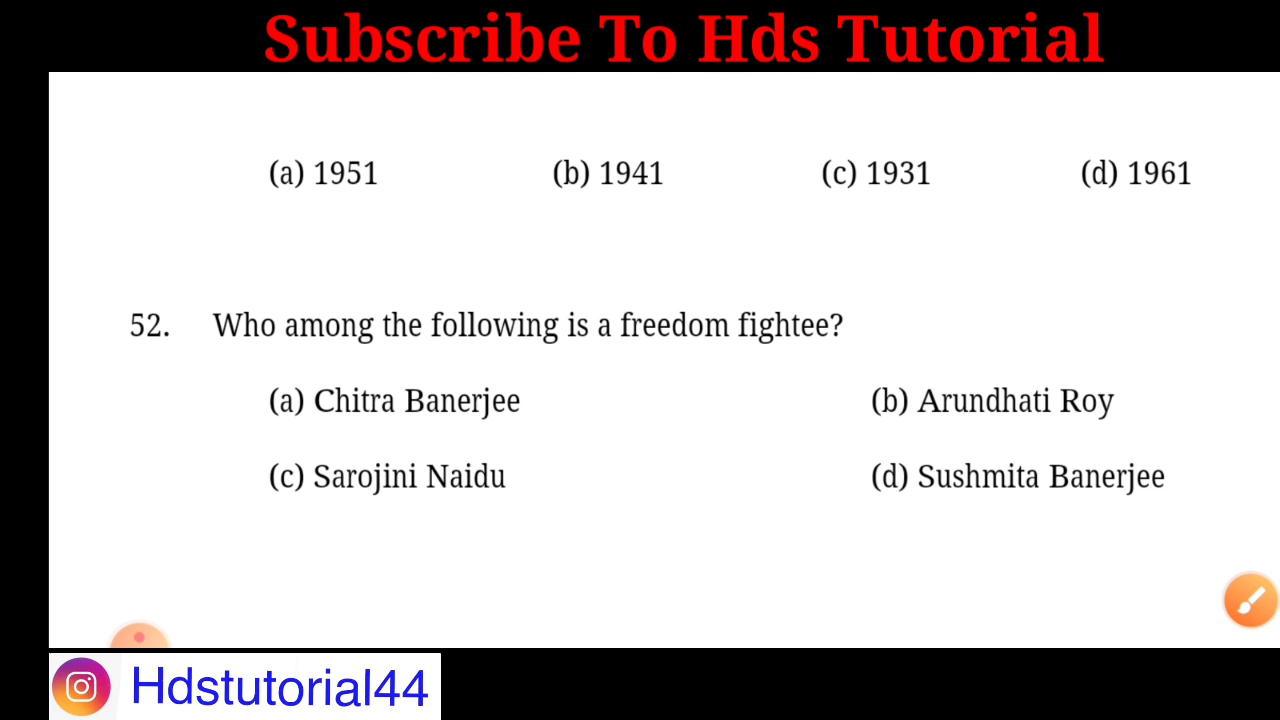 Subscribe To Hds Tutorial
(a) 1951 (b) 1941 (c) 1931 (d) 1961
52. Who among the following is a freedom fightee?
(a) Chitra Banerjee (b) Arundhati Roy
(c) Sarojini Naidu (d) Sushmita Banerjee
Hdstutorial44